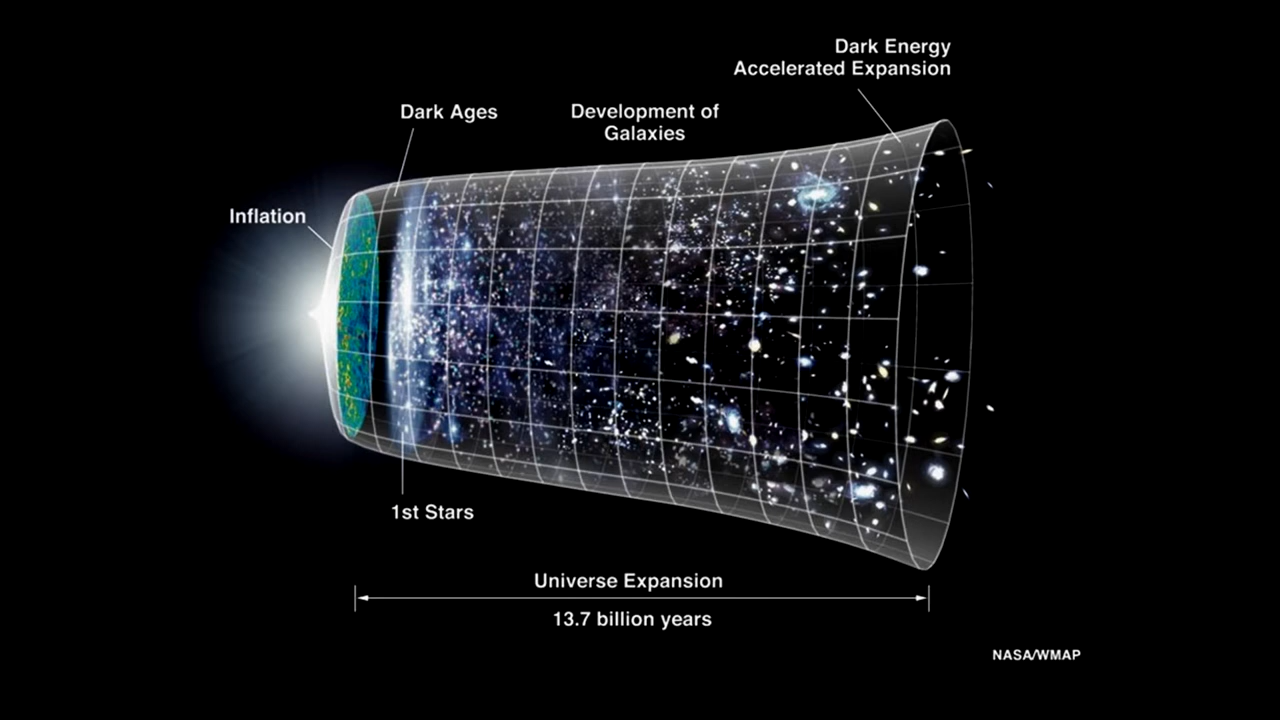 Dark Energy
Accelerated Expansion
Dark Ages
Development of
Galaxies
Inflation
1st Stars
Universe Expansion
13.7 billion years
NASA/WMAP